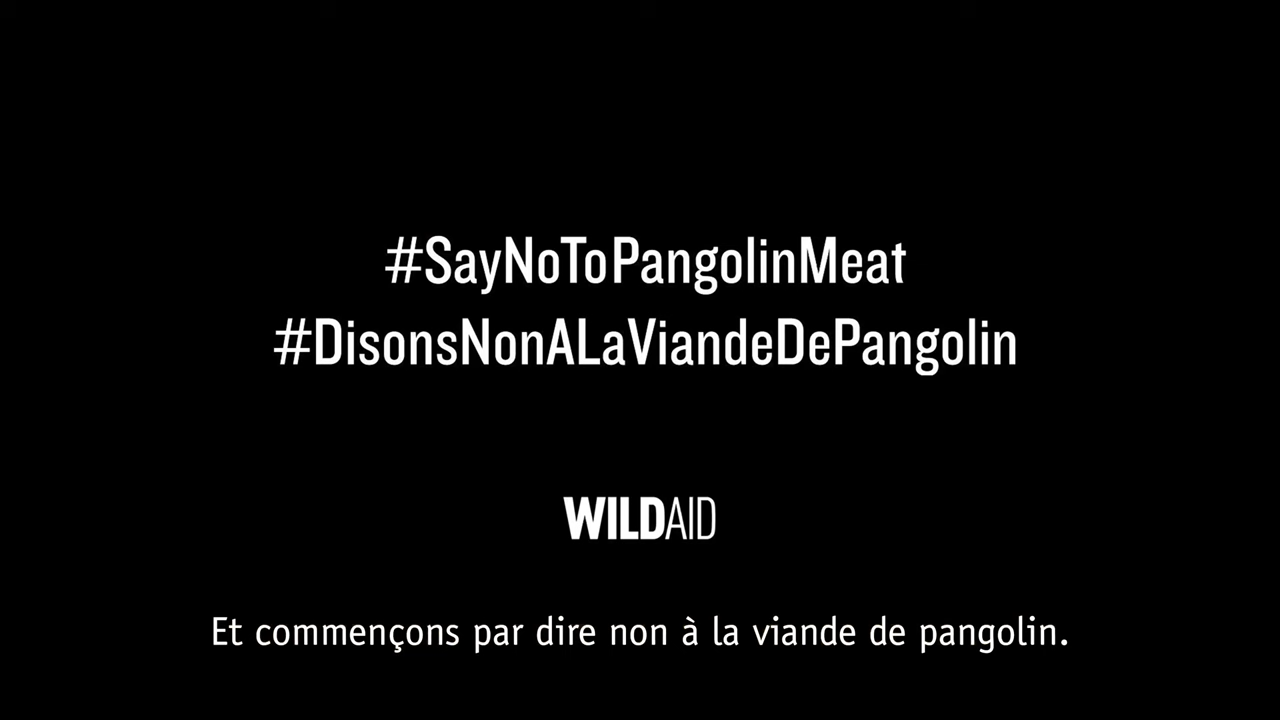 #SayNoToPangolinMeat
#DisonsNonALaViandeDePangolin
WILDAID
Et commençons par dire non à la viande de pangolin.